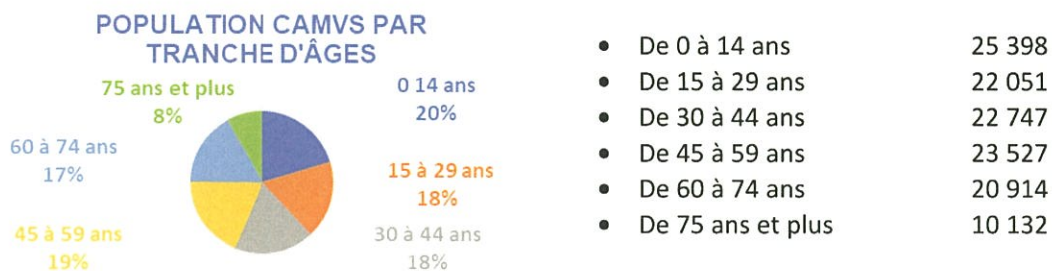 POPULATION CAMVS PAR
TRANCHE D'ÂGES
75 ans et plus
8%
0 14 ans
20%
60 à 74 ans
17%
15 à 29 ans
18%
45 à 59 ans
19%
30 à 44 ans
18%
• De 0 à 14 ans 25 398
• De 15 à 29 ans 22 051
• De 30 à 44 ans 22 747
• De 45 à 59 ans 23 527
• De 60 à 74 ans 20 914
• De 75 ans et plus 10 132